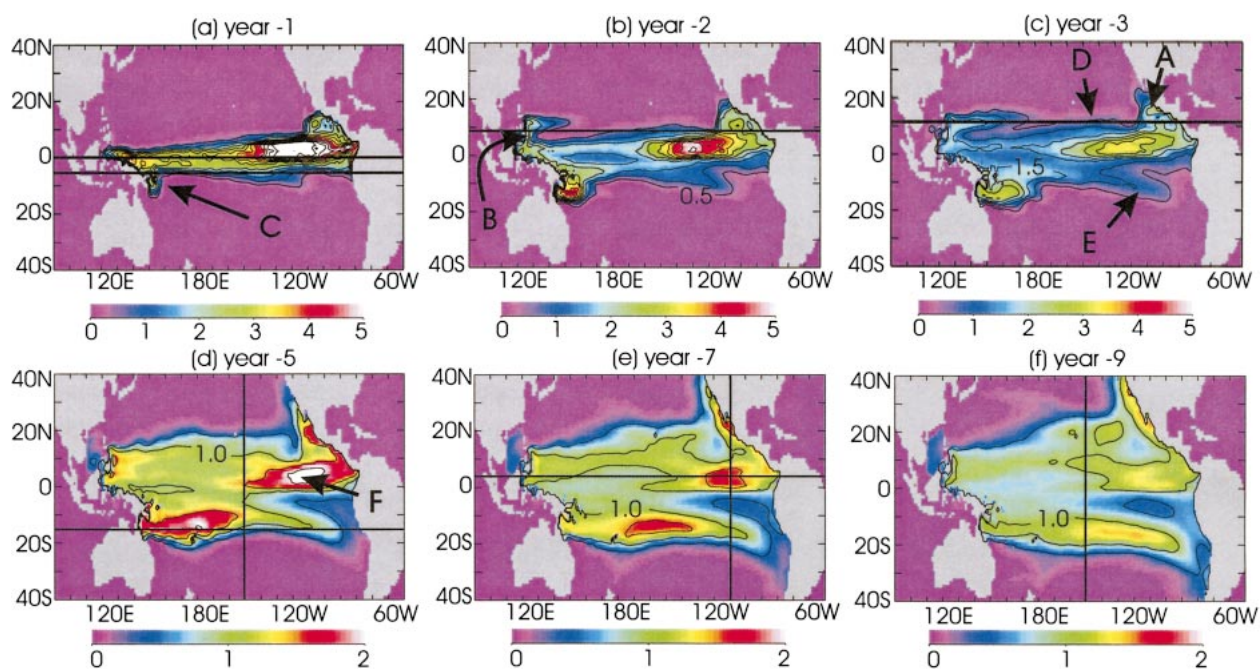 (a) year -1
(b) year -2
(c) year -3
40N
20N
0
20S
40S
C
120E 180E 120W 60W
0 1 2 3 4 5
40N
20N
0
20S
40S
B
0.5
120E 180E 120W 60W
0 1 2 3 4 5
40N
20N
0
20S
40S
D
A
1.5
E
120E 180E 120W 60W
0 1 2 3 4 5
(d) year -5
(e) year -7
(f) year -9
40N
20N
0
20S
40S
1.0
F
120E 180E 120W 60W
0 1 2
40N
20N
0
20S
40S
1.0
120E 180E 120W 60W
0 1 2
40N
20N
0
20S
40S
1.0
120E 180E 120W 60W
0 1 2